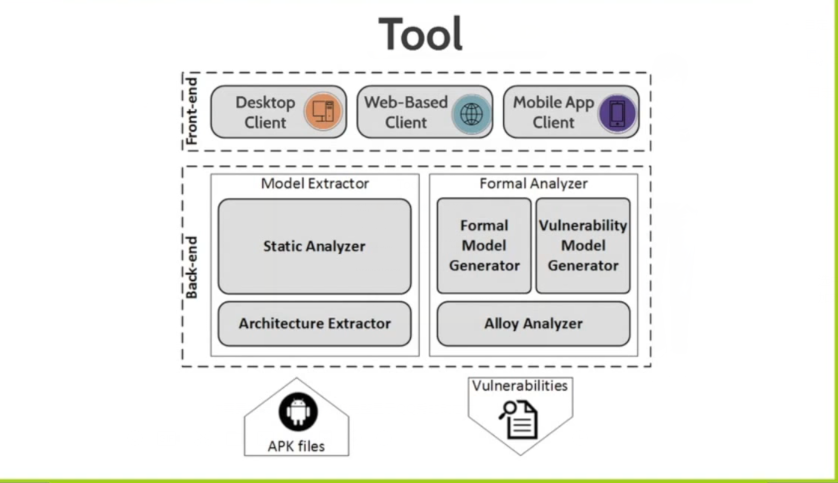 Tool
Front-end
Desktop
Client
Web-Based
Client
Mobile App
Client
Back-end
Model Extractor
Static Analyzer
Architecture Extractor
Formal Analyzer
Formal
Model
Generator
Vulnerability
Model
Generator
Alloy Analyzer
APK files
Vulnerabilities